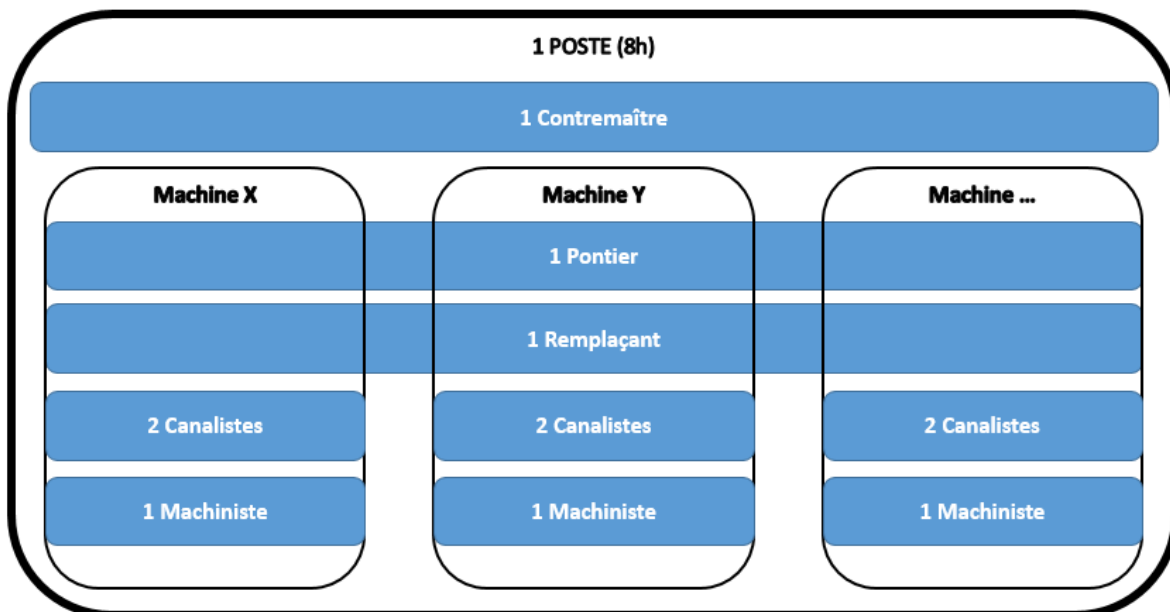 1 POSTE (8h)
1 Contremaître
Machine X
Machine Y
Machine ...
1 Pontier
1 Remplaçant
2 Canalistes
2 Canalistes
2 Canalistes
1 Machiniste
1 Machiniste
1 Machiniste